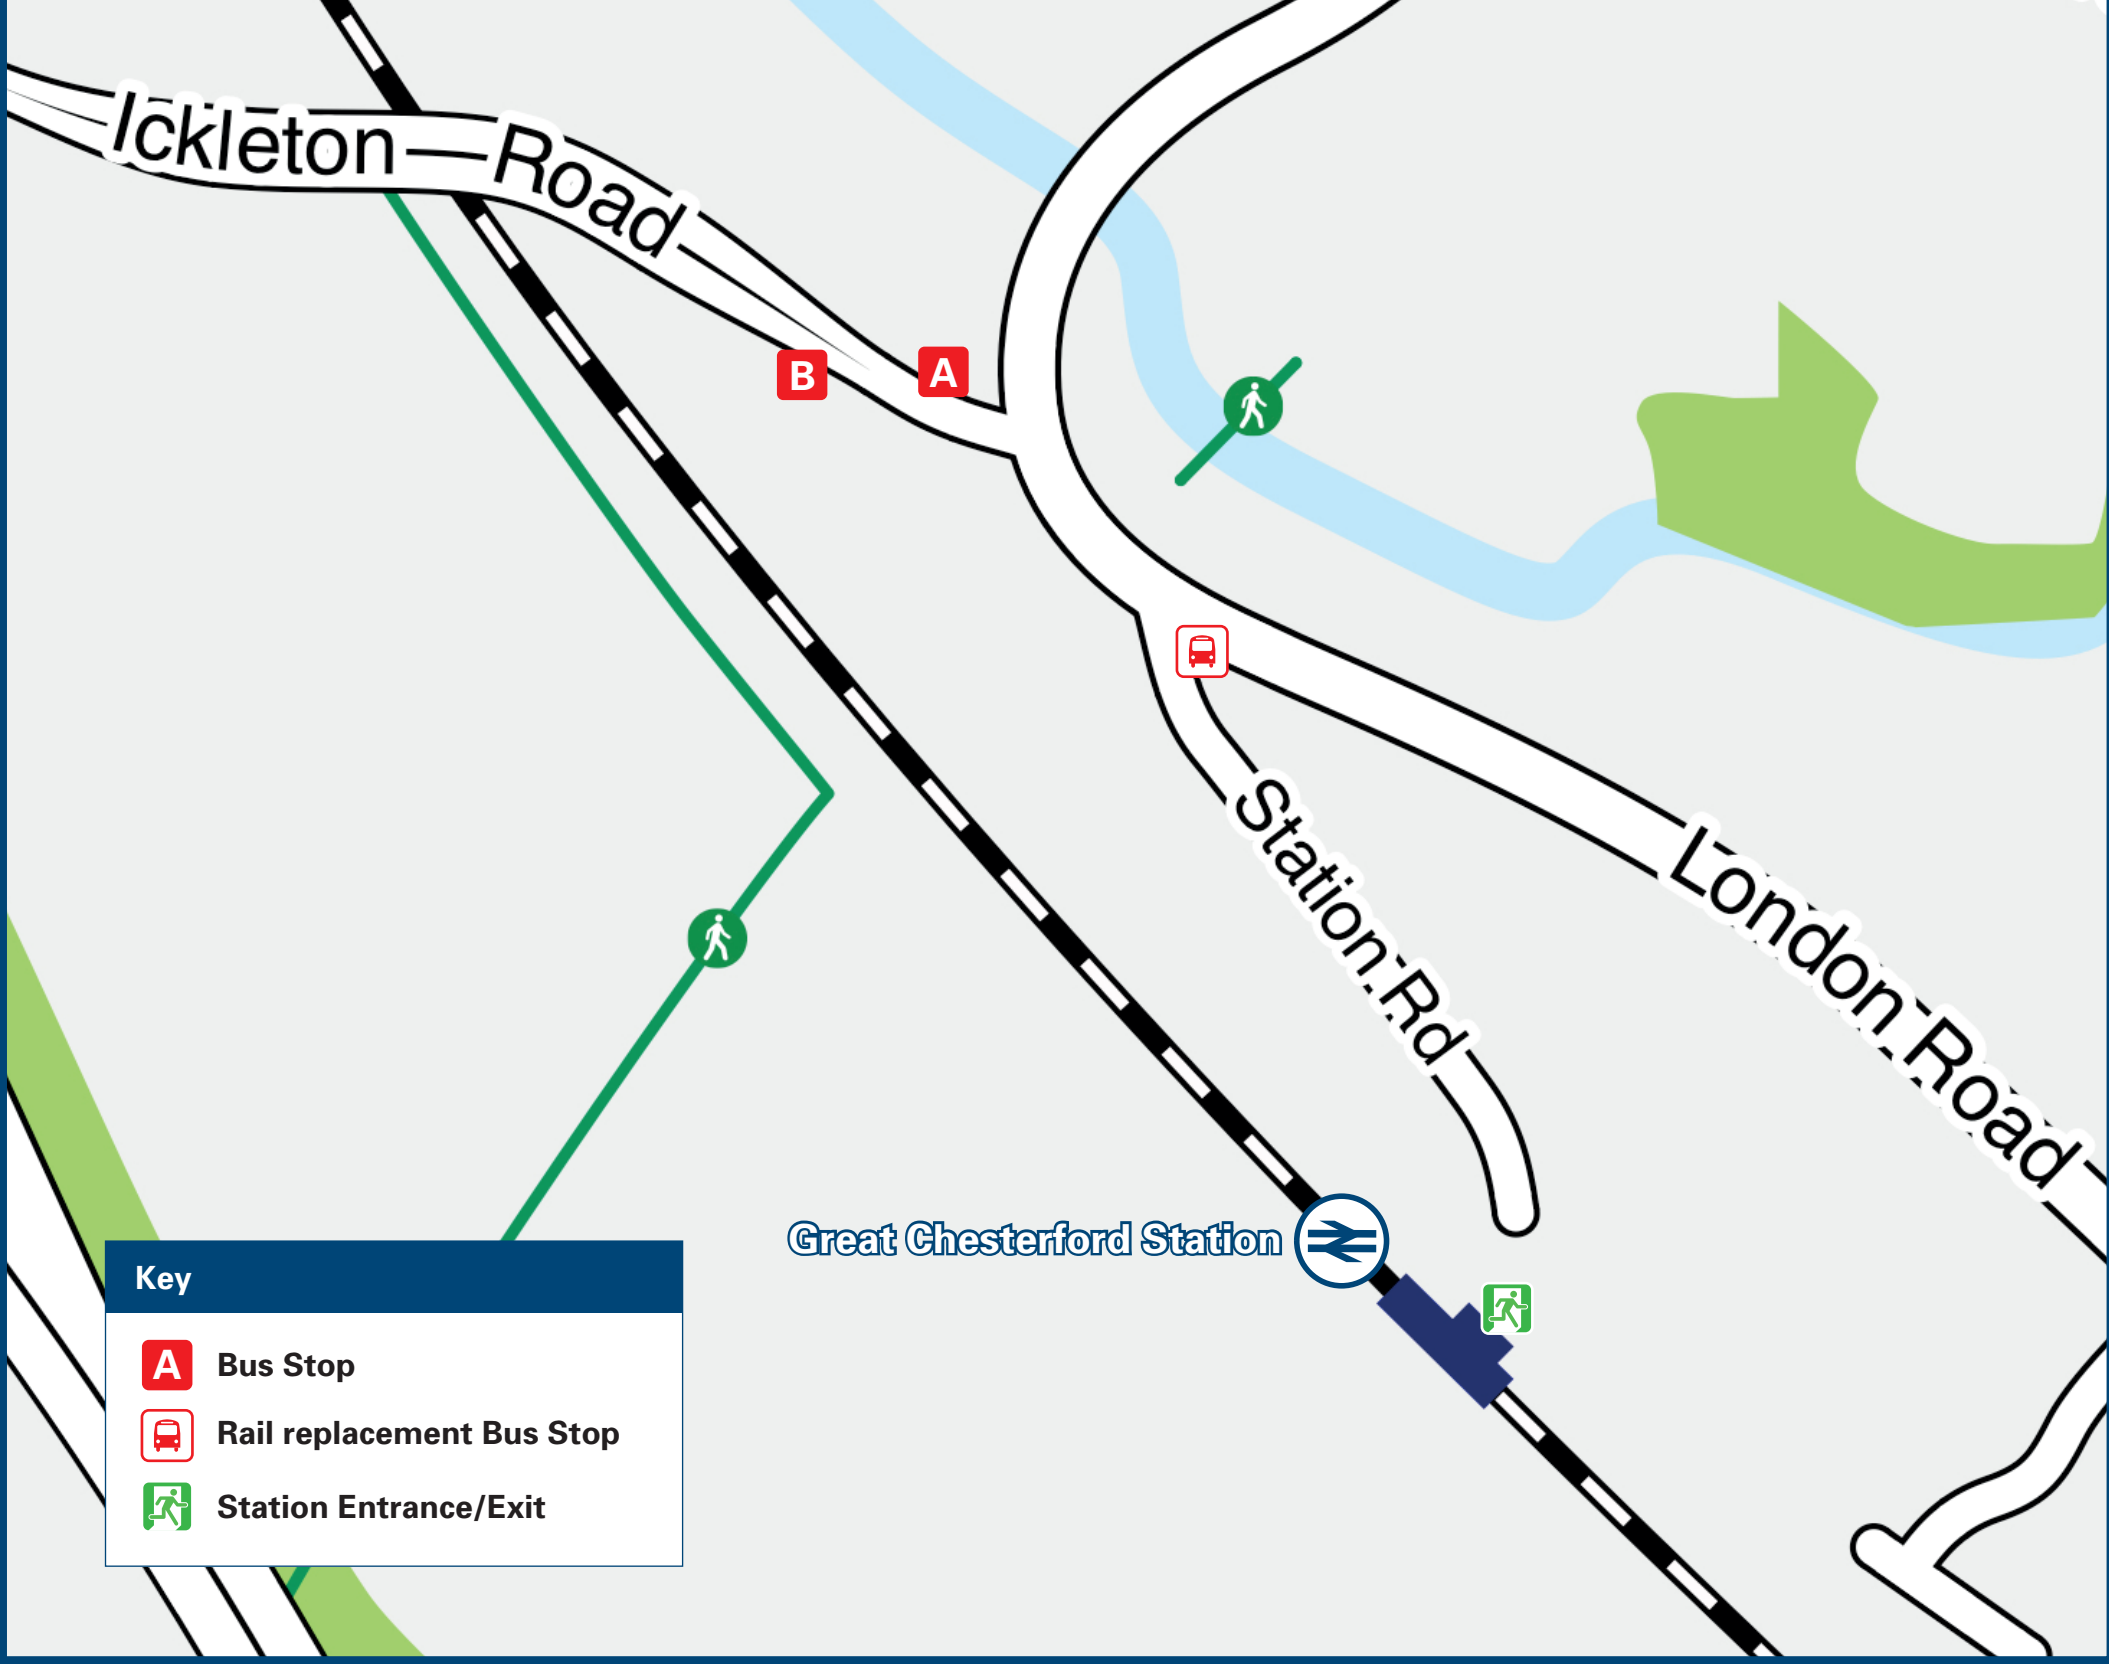 Ickleton Road
B
A
Station Rd
London Road
Great Chesterford Station
Key
A Bus Stop
Rail replacement Bus Stop
Station Entrance/Exit